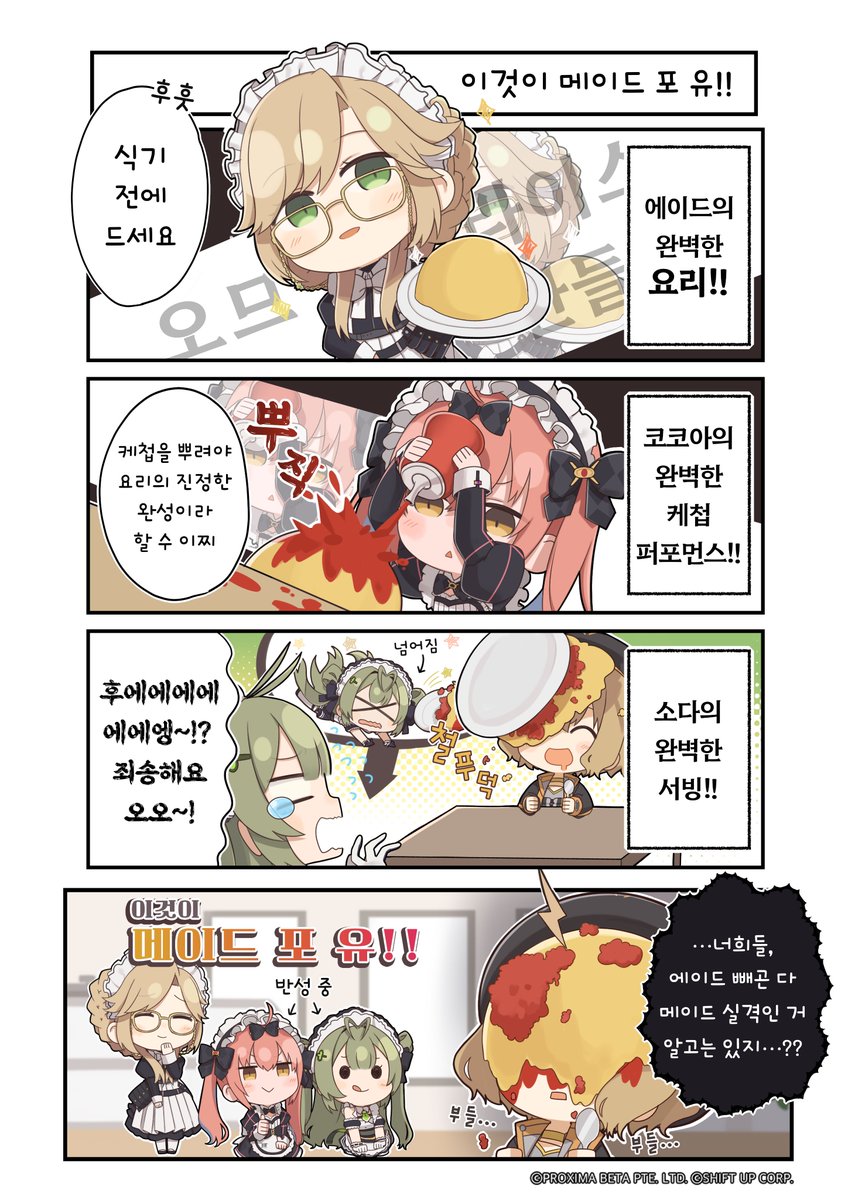 이것이 메이드 포 유!!
후훗
식기
전에
드세요
에이드의
완벽한
요리!!
케첩을 뿌려야
요리의 진정한
완성이라
할 수 이찌
뿌직
코코아의
완벽한
케첩
퍼포먼스!!
후에에에에
에에엥~!?
죄송해요
오오~!
넘어짐
철푸덕
소다의
완벽한
서빙!!
이것이
메이드 포 유!!
반성 중
…너희들,
에이드 빼곤 다
메이드 실격인 거
알고는 있지…??
부들…
부들…
©PROXIMA BETA PTE. LTD. ©SHIFT UP CORP.